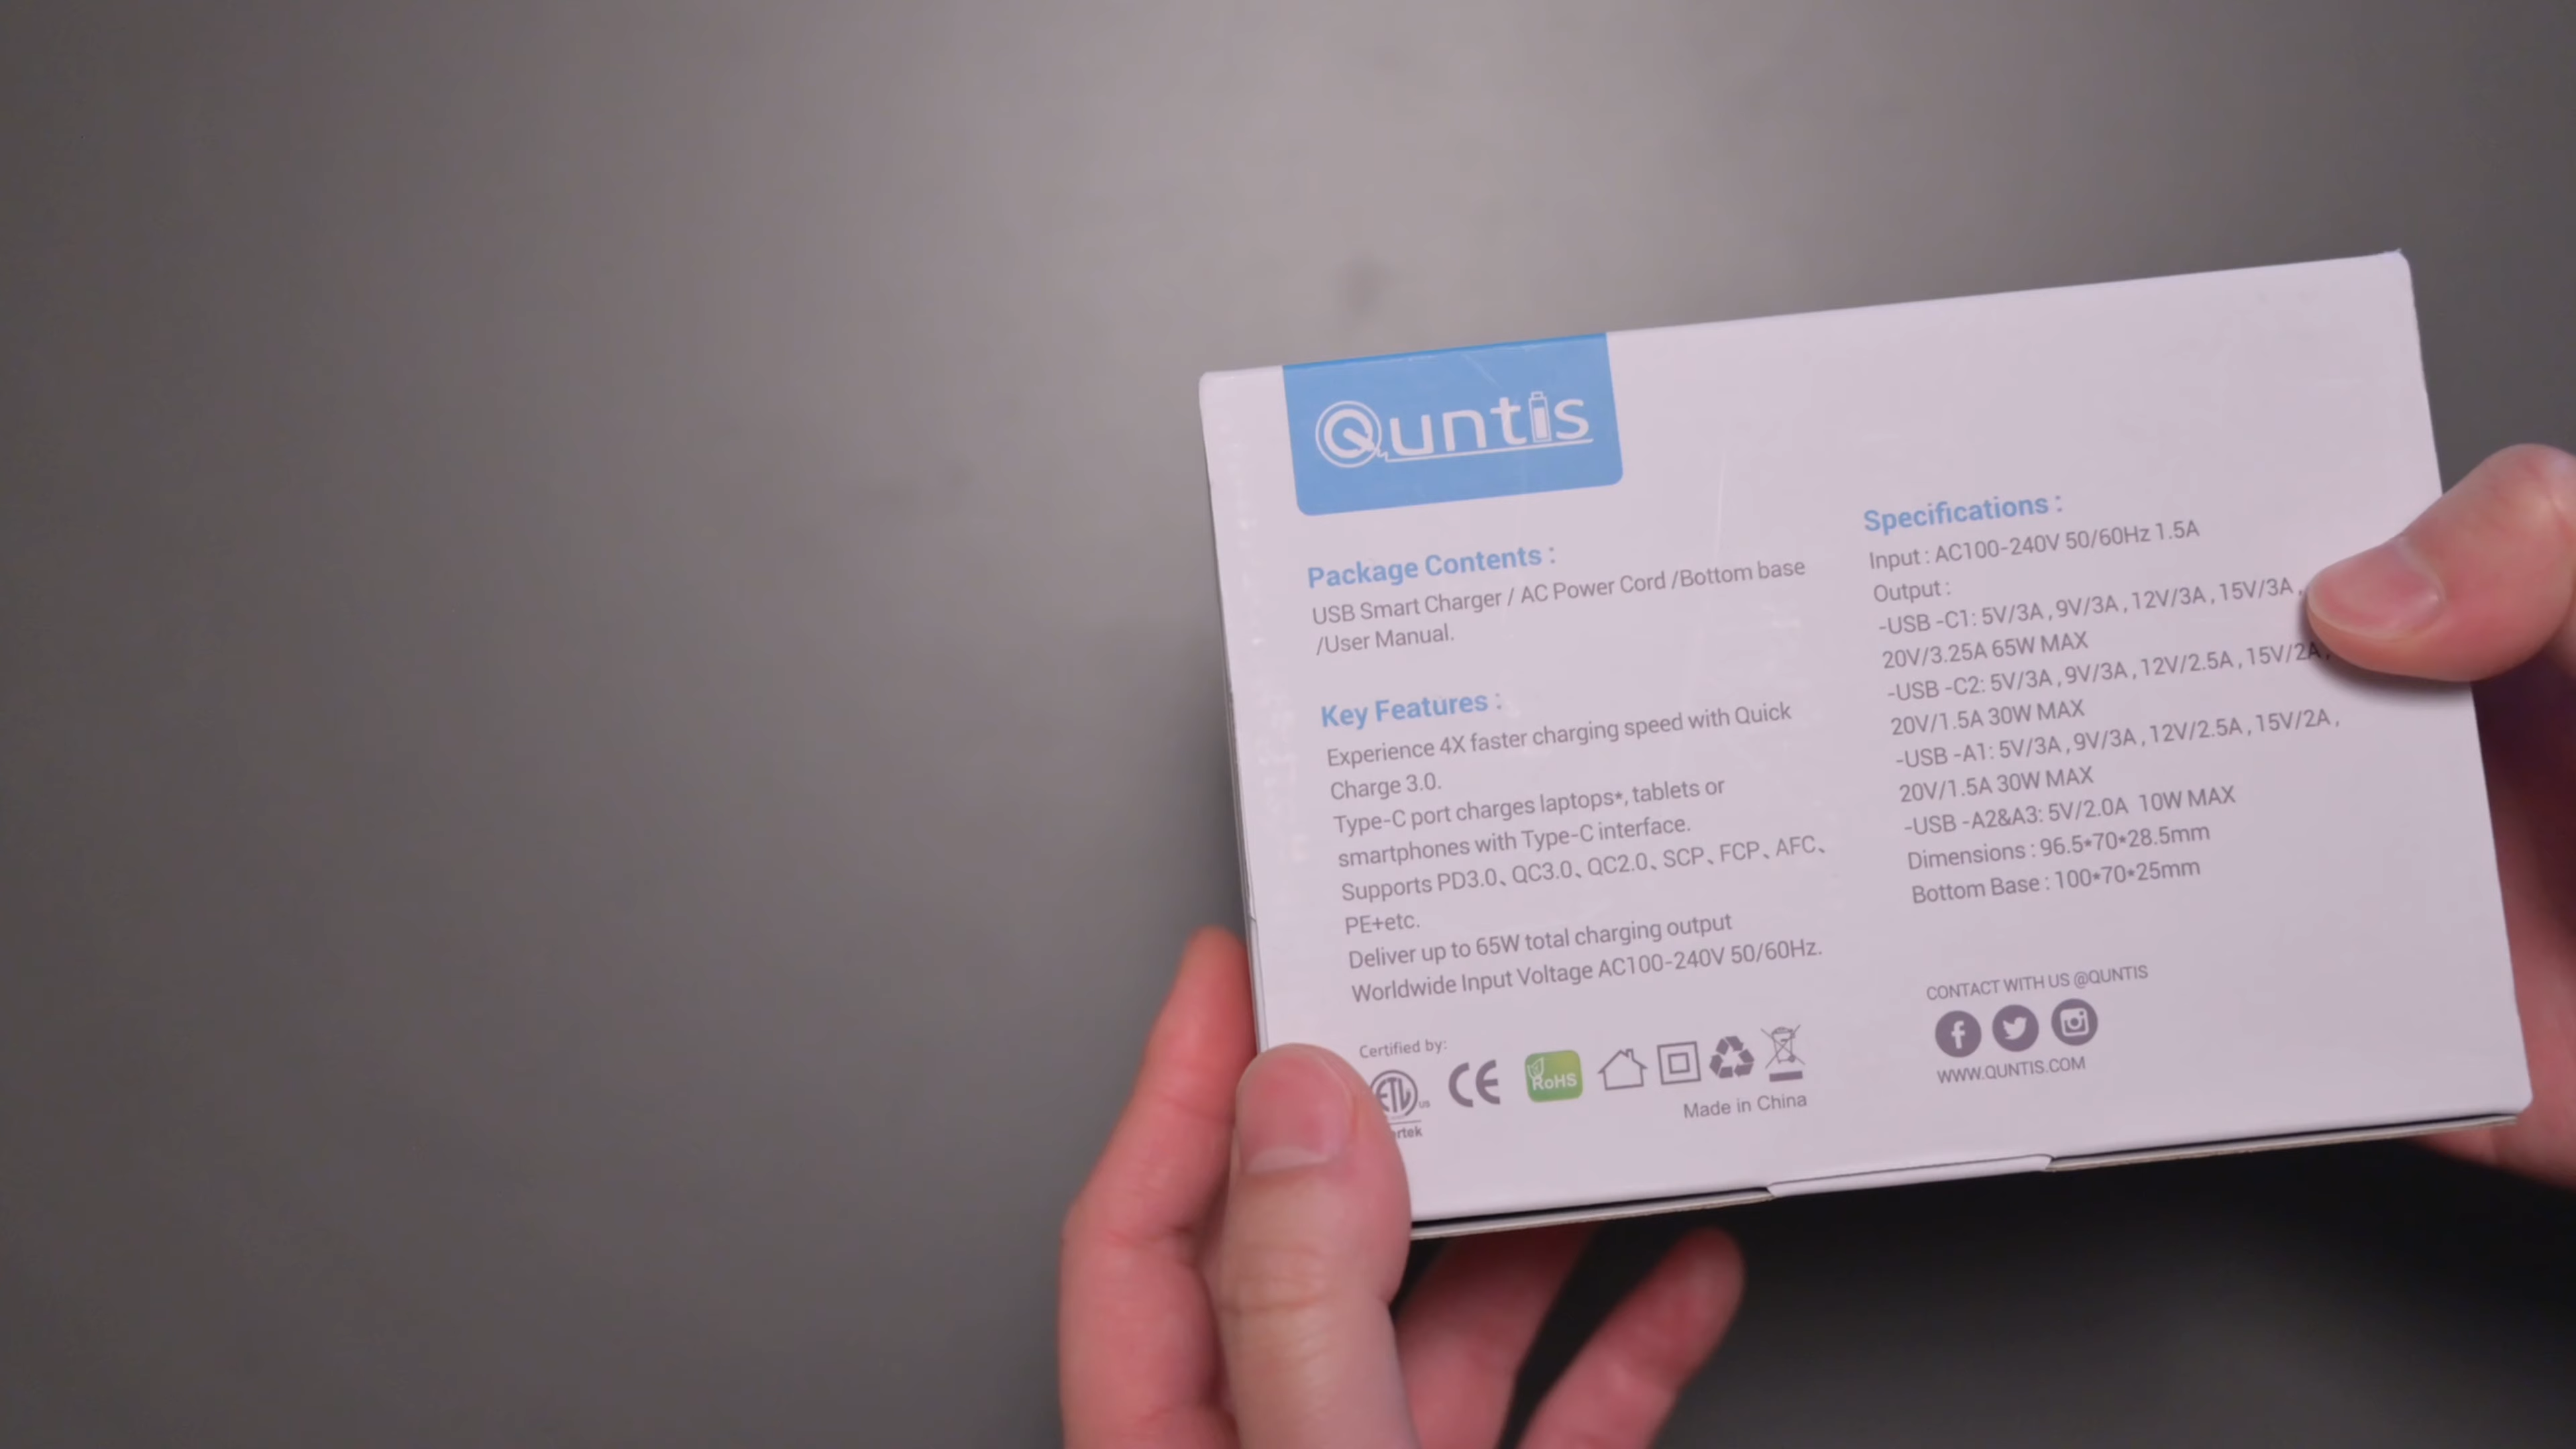 Quntis
Package Contents :
USB Smart Charger / AC Power Cord /Bottom base
/User Manual.
Key Features :
Experience 4X faster charging speed with Quick
Charge 3.0.
Type-C port charges laptops*, tablets or
smartphones with Type-C interface.
Supports PD3.0、QC3.0、QC2.0、SCP、FCP、AFC、
PE+etc.
Deliver up to 65W total charging output
Worldwide Input Voltage AC100-240V 50/60Hz.
Certified by:
ETL US
CE
RoHS
Made in China
Specifications :
Input : AC100-240V 50/60Hz 1.5A
Output :
-USB -C1: 5V/3A , 9V/3A , 12V/3A , 15V/3A ,
20V/3.25A 65W MAX
-USB -C2: 5V/3A , 9V/3A , 12V/2.5A , 15V/2A ,
20V/1.5A 30W MAX
-USB -A1: 5V/3A , 9V/3A , 12V/2.5A , 15V/2A ,
20V/1.5A 30W MAX
-USB -A2&A3: 5V/2.0A 10W MAX
Dimensions : 96.5*70*28.5mm
Bottom Base : 100*70*25mm
CONTACT WITH US @QUNTIS
WWW.QUNTIS.COM